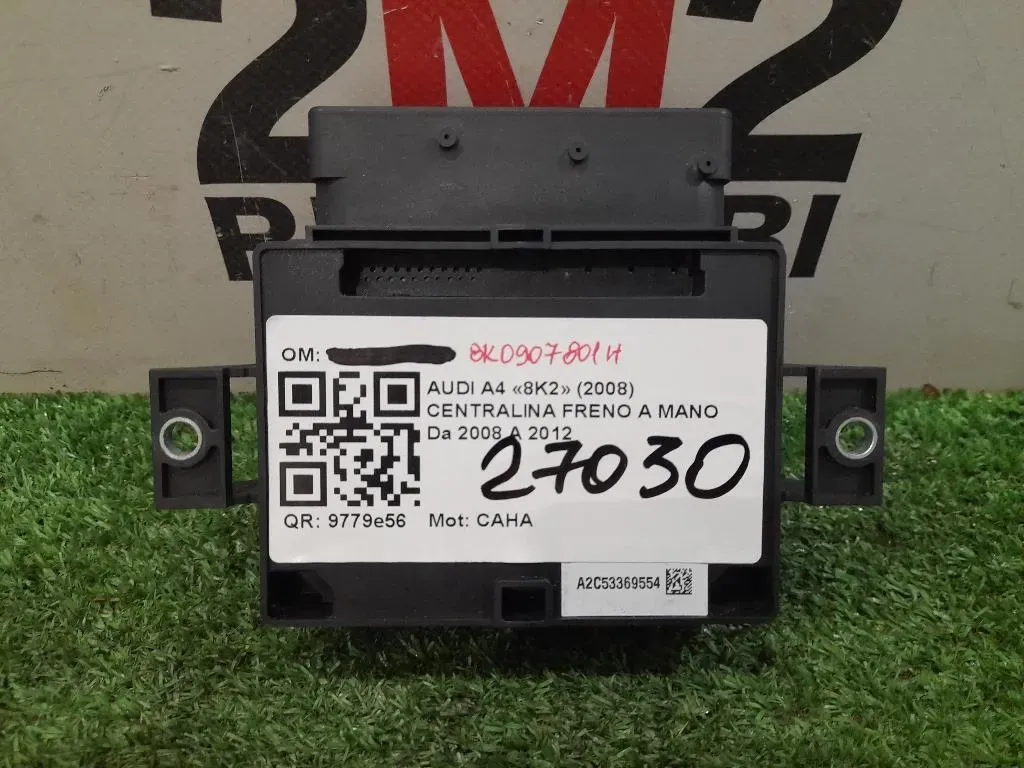 2M2
OM: 8K0907801H
AUDI A4 «8K2» (2008)
CENTRALINA FRENO A MANO
Da 2008 A 2012
27030
QR: 9779e56 Mot: CAHA
A2C53369554